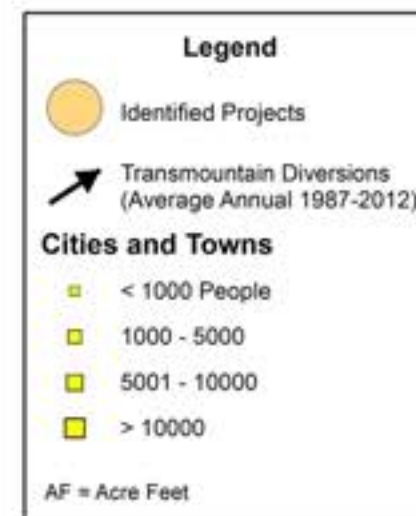 Legend
Identified Projects
Transmountain Diversions
(Average Annual 1987-2012)
Cities and Towns
< 1000 People
1000 - 5000
5001 - 10000
> 10000
AF = Acre Feet